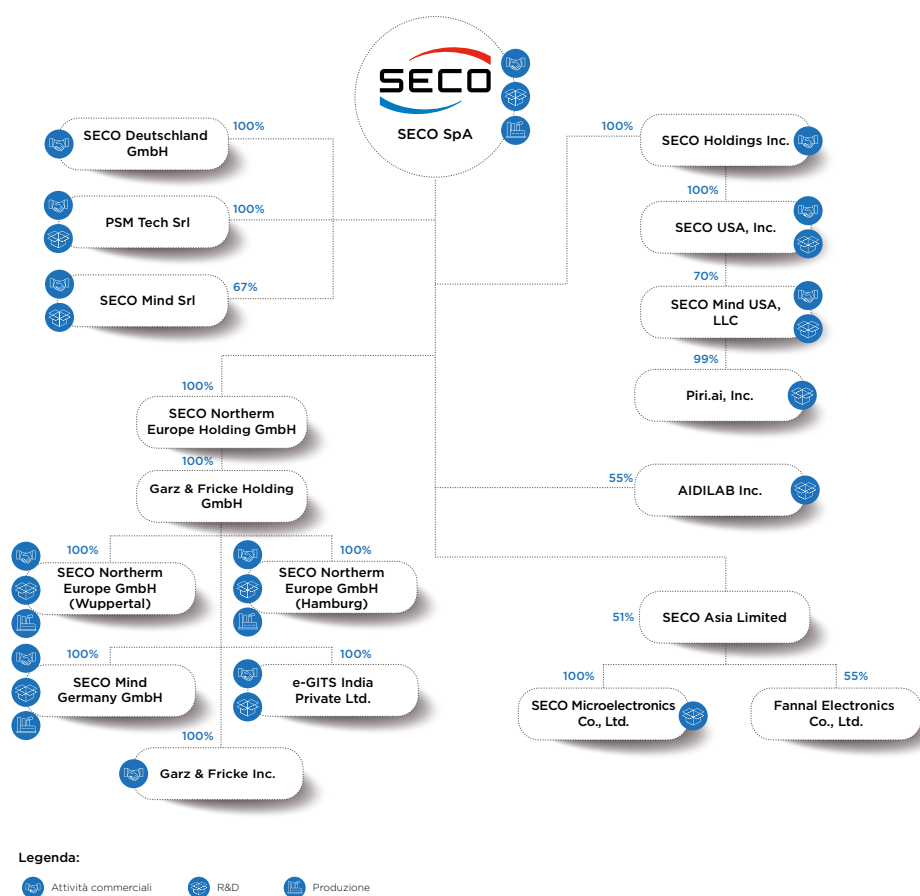 SECO
SECO SpA
100%
SECO Deutschland
GmbH
100%
PSM Tech Srl
67%
SECO Mind Srl
100%
SECO Holdings Inc.
100%
SECO USA, Inc.
70%
SECO Mind USA,
LLC
99%
Piri.ai, Inc.
55%
AIDILAB Inc.
100%
SECO Northerm
Europe Holding GmbH
100%
Garz & Fricke Holding
GmbH
100%
SECO Northerm
Europe GmbH
(Wuppertal)
100%
SECO Northerm
Europe GmbH
(Hamburg)
100%
SECO Mind
Germany GmbH
100%
e-GITS India
Private Ltd.
100%
Garz & Fricke Inc.
51%
SECO Asia Limited
100%
SECO Microelectronics
Co., Ltd.
55%
Fannal Electronics
Co., Ltd.
Legenda:
Attività commerciali
R&D
Produzione